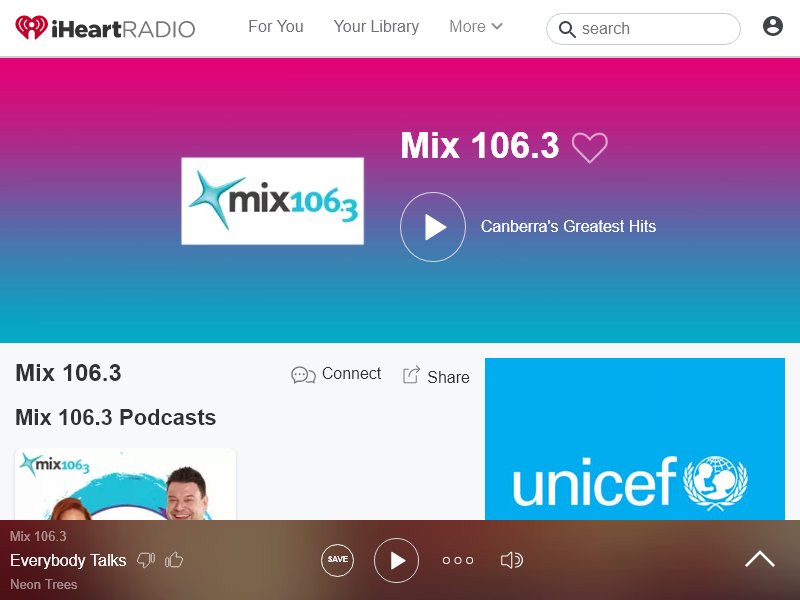 iHeartRADIO
For You
Your Library
More
search
mix106.3
Mix 106.3
Canberra's Greatest Hits
Mix 106.3
Connect
Share
Mix 106.3 Podcasts
mix106.3
unicef
Mix 106.3
Everybody Talks
Neon Trees
SAVE